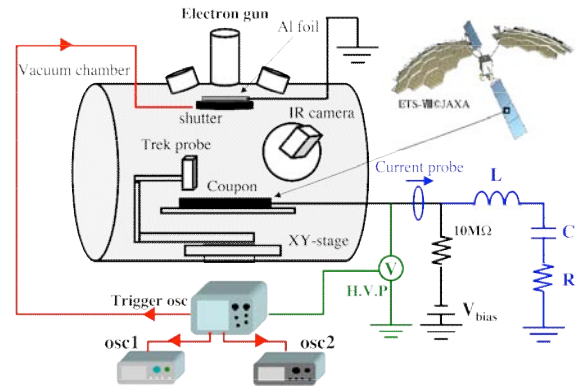 Electron gun
Al foil
Vacuum chamber
shutter
IR camera
ETS-VIII©JAXA
Trek probe
Coupon
Current probe
L
10MΩ
C
XY-stage
V
R
H.V.P
Trigger osc
Vbias
osc1
osc2